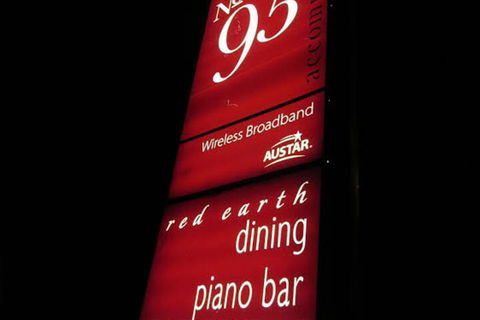 95
Wireless Broadband
AUSTAR
red earth
dining
piano bar